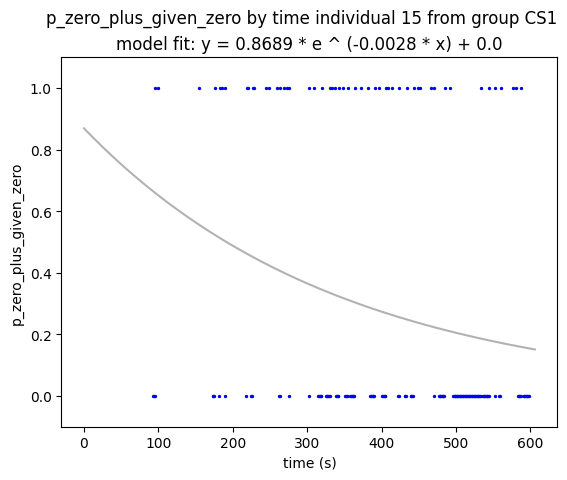 p_zero_plus_given_zero by time individual 15 from group CS1
model fit: y = 0.8689 * e ^ (-0.0028 * x) + 0.0
1.0
0.8
0.6
0.4
0.2
0.0
p_zero_plus_given_zero
0 100 200 300 400 500 600
time (s)